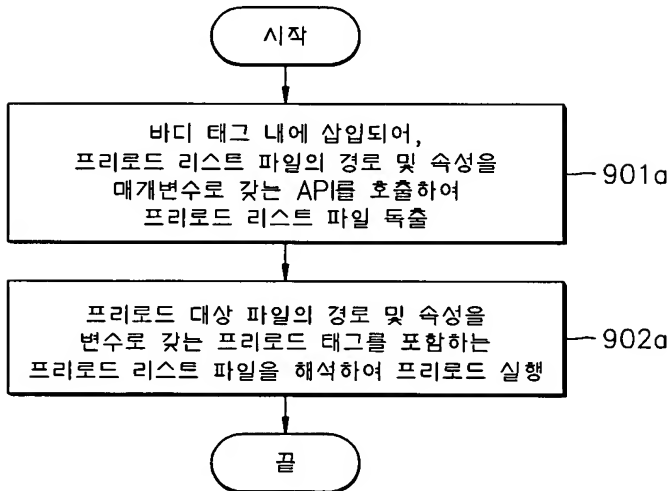 시작
바디 태그 내에 삽입되어,
프리로드 리스트 파일의 경로 및 속성을
매개변수로 갖는 API를 호출하여
프리로드 리스트 파일 독출
901a
프리로드 대상 파일의 경로 및 속성을
변수로 갖는 프리로드 태그를 포함하는
프리로드 리스트 파일을 해석하여 프리로드 실행
902a
끝